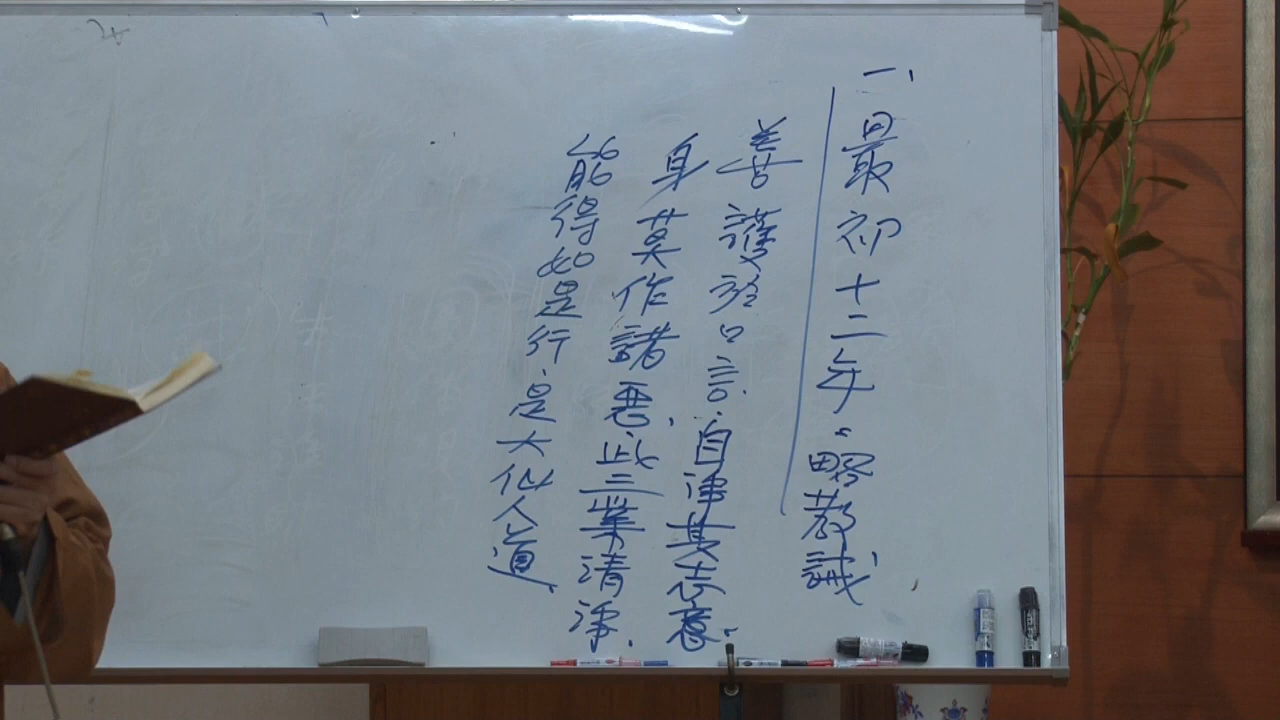 一、最初十二年。略教誡、
善護於口言.自淨其志意.
身莫作諸惡、此三業清淨.
能得如是行、是大仙人道、